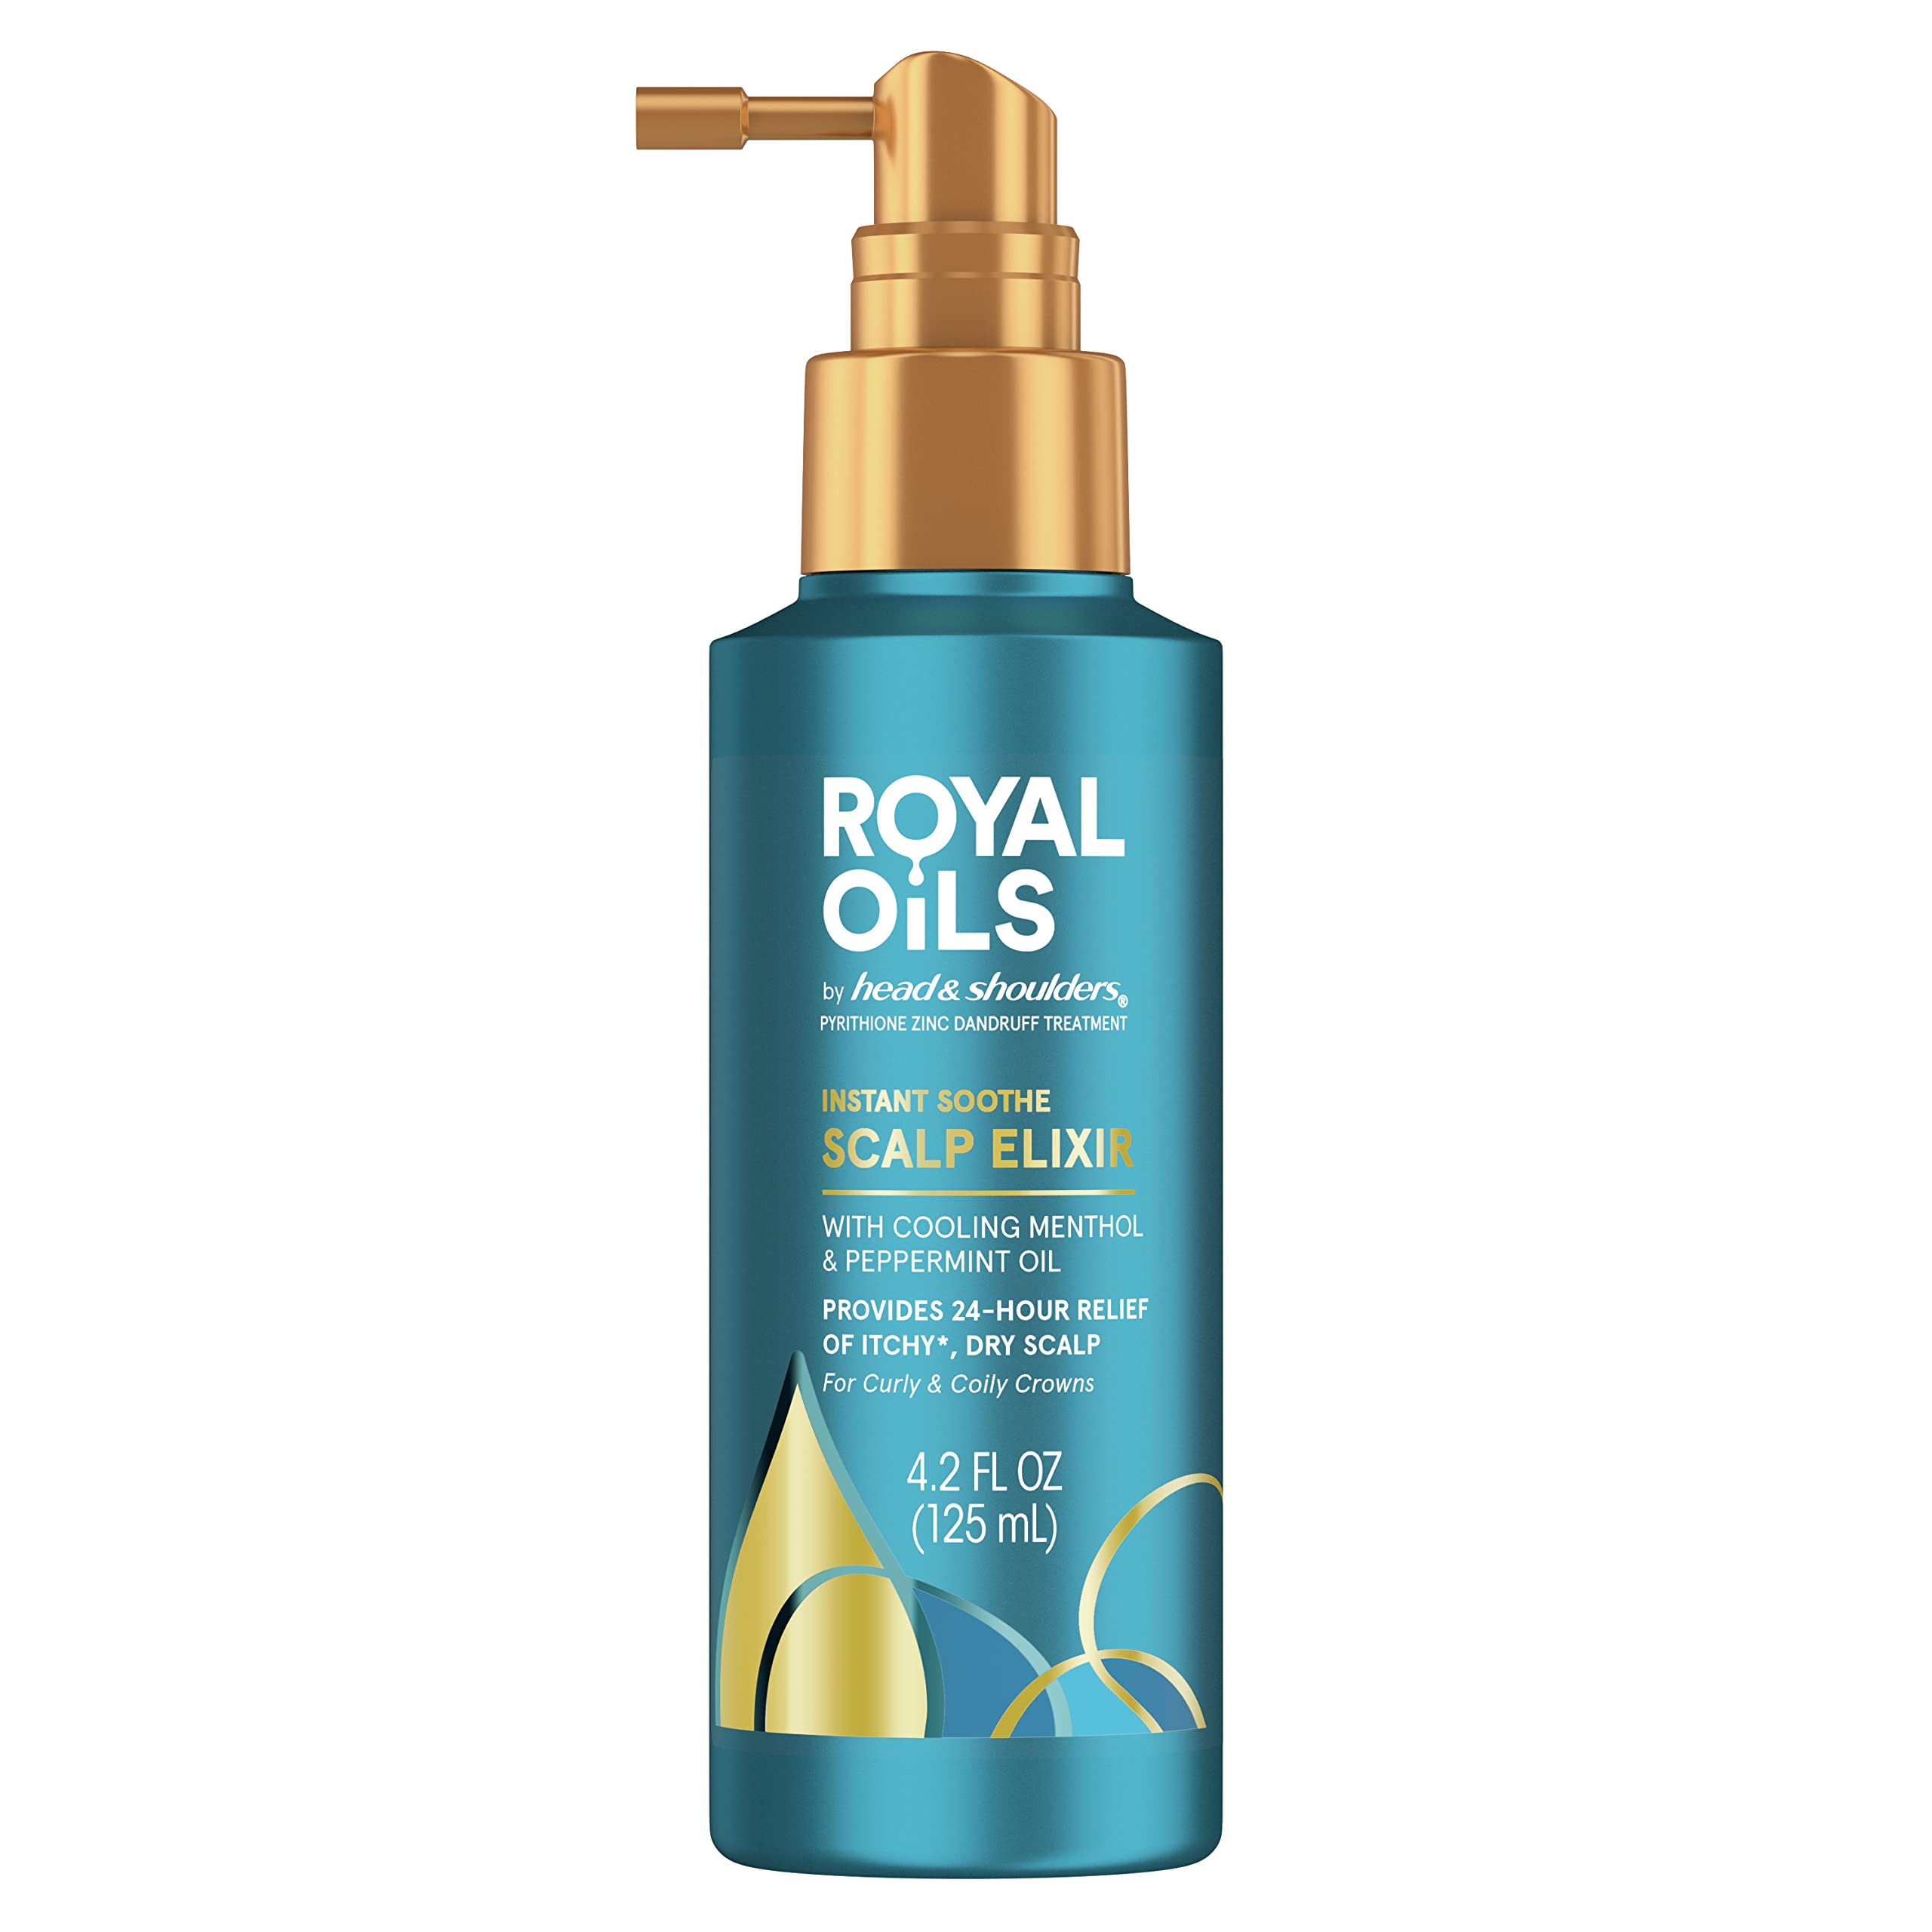 ROYAL
OiLS
by head & shoulders®
PYRITHIONE ZINC DANDRUFF TREATMENT
INSTANT SOOTHE
SCALP ELIXIR
WITH COOLING MENTHOL
& PEPPERMINT OIL
PROVIDES 24-HOUR RELIEF
OF ITCHY*, DRY SCALP
For Curly & Coily Crowns
4.2 FL OZ
(125 mL)